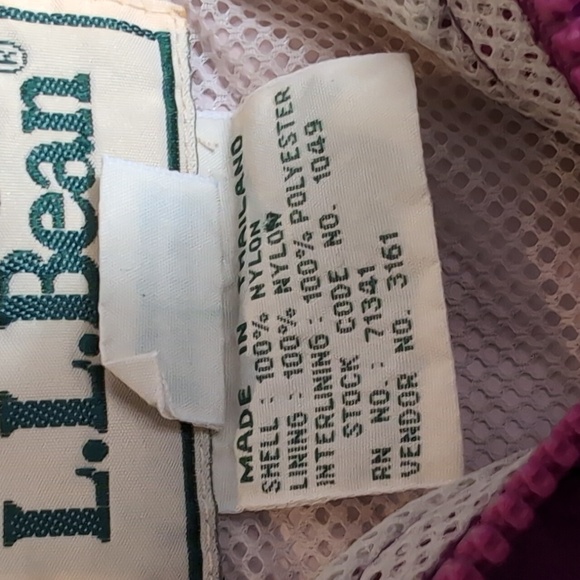 L.L.Bean®
MADE IN THAILAND
SHELL : 100% NYLON
LINING : 100% NYLON
INTERLINING : 100% POLYESTER
STOCK CODE NO. 1049
RN NO. : 71341
VENDOR NO. 3161